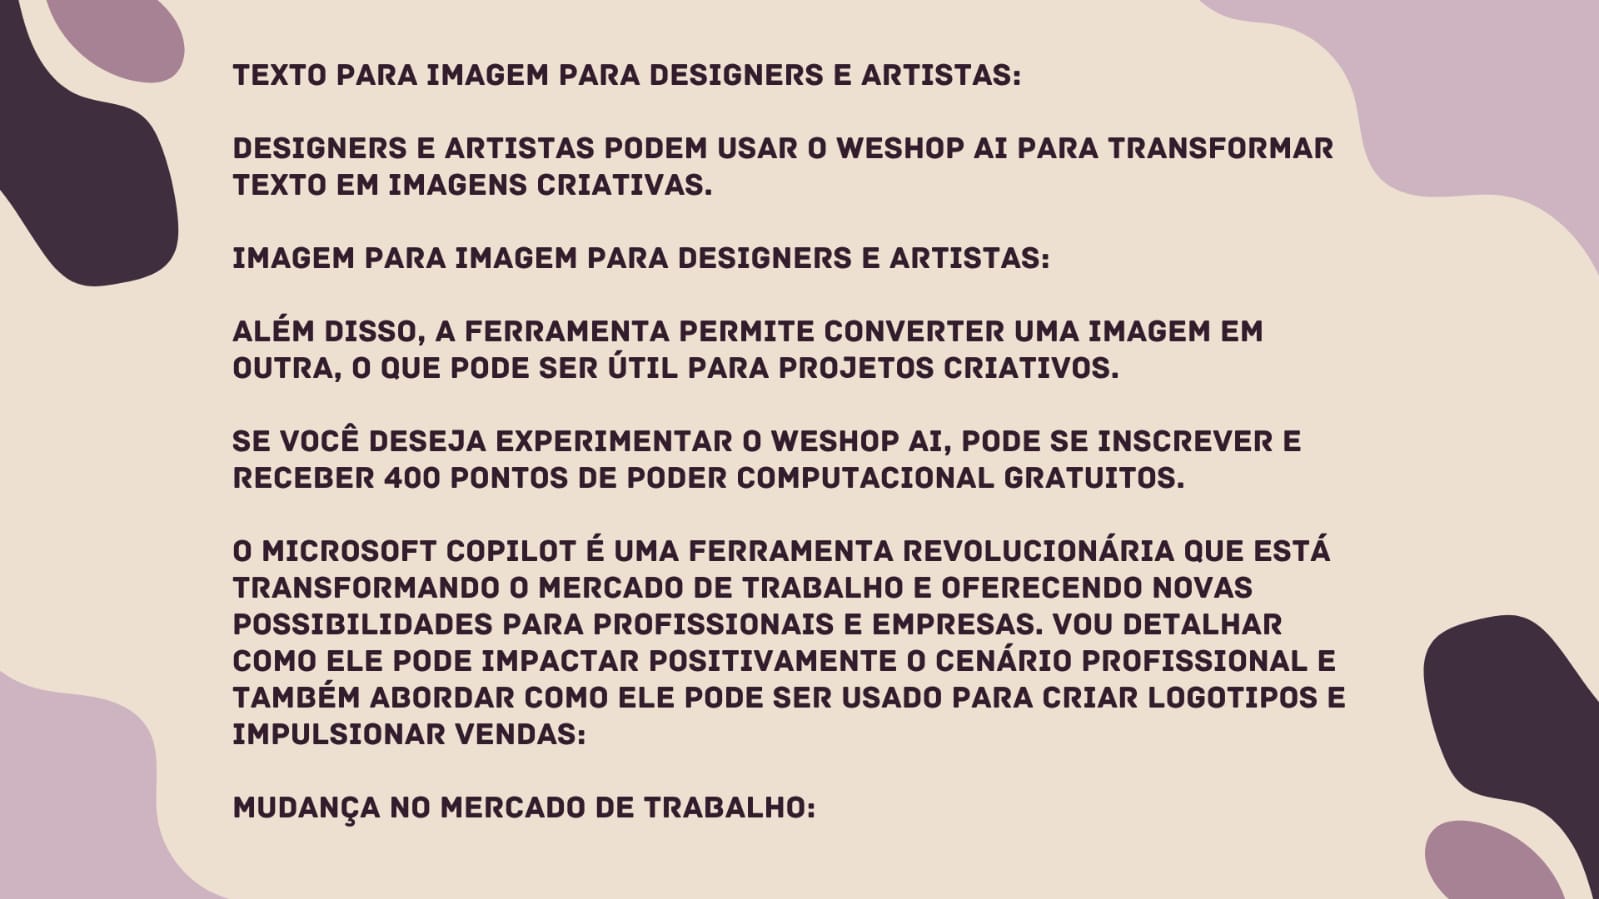 TEXTO PARA IMAGEM PARA DESIGNERS E ARTISTAS:
DESIGNERS E ARTISTAS PODEM USAR O WESHOP AI PARA TRANSFORMAR
TEXTO EM IMAGENS CRIATIVAS.
IMAGEM PARA IMAGEM PARA DESIGNERS E ARTISTAS:
ALÉM DISSO, A FERRAMENTA PERMITE CONVERTER UMA IMAGEM EM
OUTRA, O QUE PODE SER ÚTIL PARA PROJETOS CRIATIVOS.
SE VOCÊ DESEJA EXPERIMENTAR O WESHOP AI, PODE SE INSCREVER E
RECEBER 400 PONTOS DE PODER COMPUTACIONAL GRATUITOS.
O MICROSOFT COPILOT É UMA FERRAMENTA REVOLUCIONÁRIA QUE ESTÁ
TRANSFORMANDO O MERCADO DE TRABALHO E OFERECENDO NOVAS
POSSIBILIDADES PARA PROFISSIONAIS E EMPRESAS. VOU DETALHAR
COMO ELE PODE IMPACTAR POSITIVAMENTE O CENÁRIO PROFISSIONAL E
TAMBÉM ABORDAR COMO ELE PODE SER USADO PARA CRIAR LOGOTIPOS E
IMPULSIONAR VENDAS:
MUDANÇA NO MERCADO DE TRABALHO: